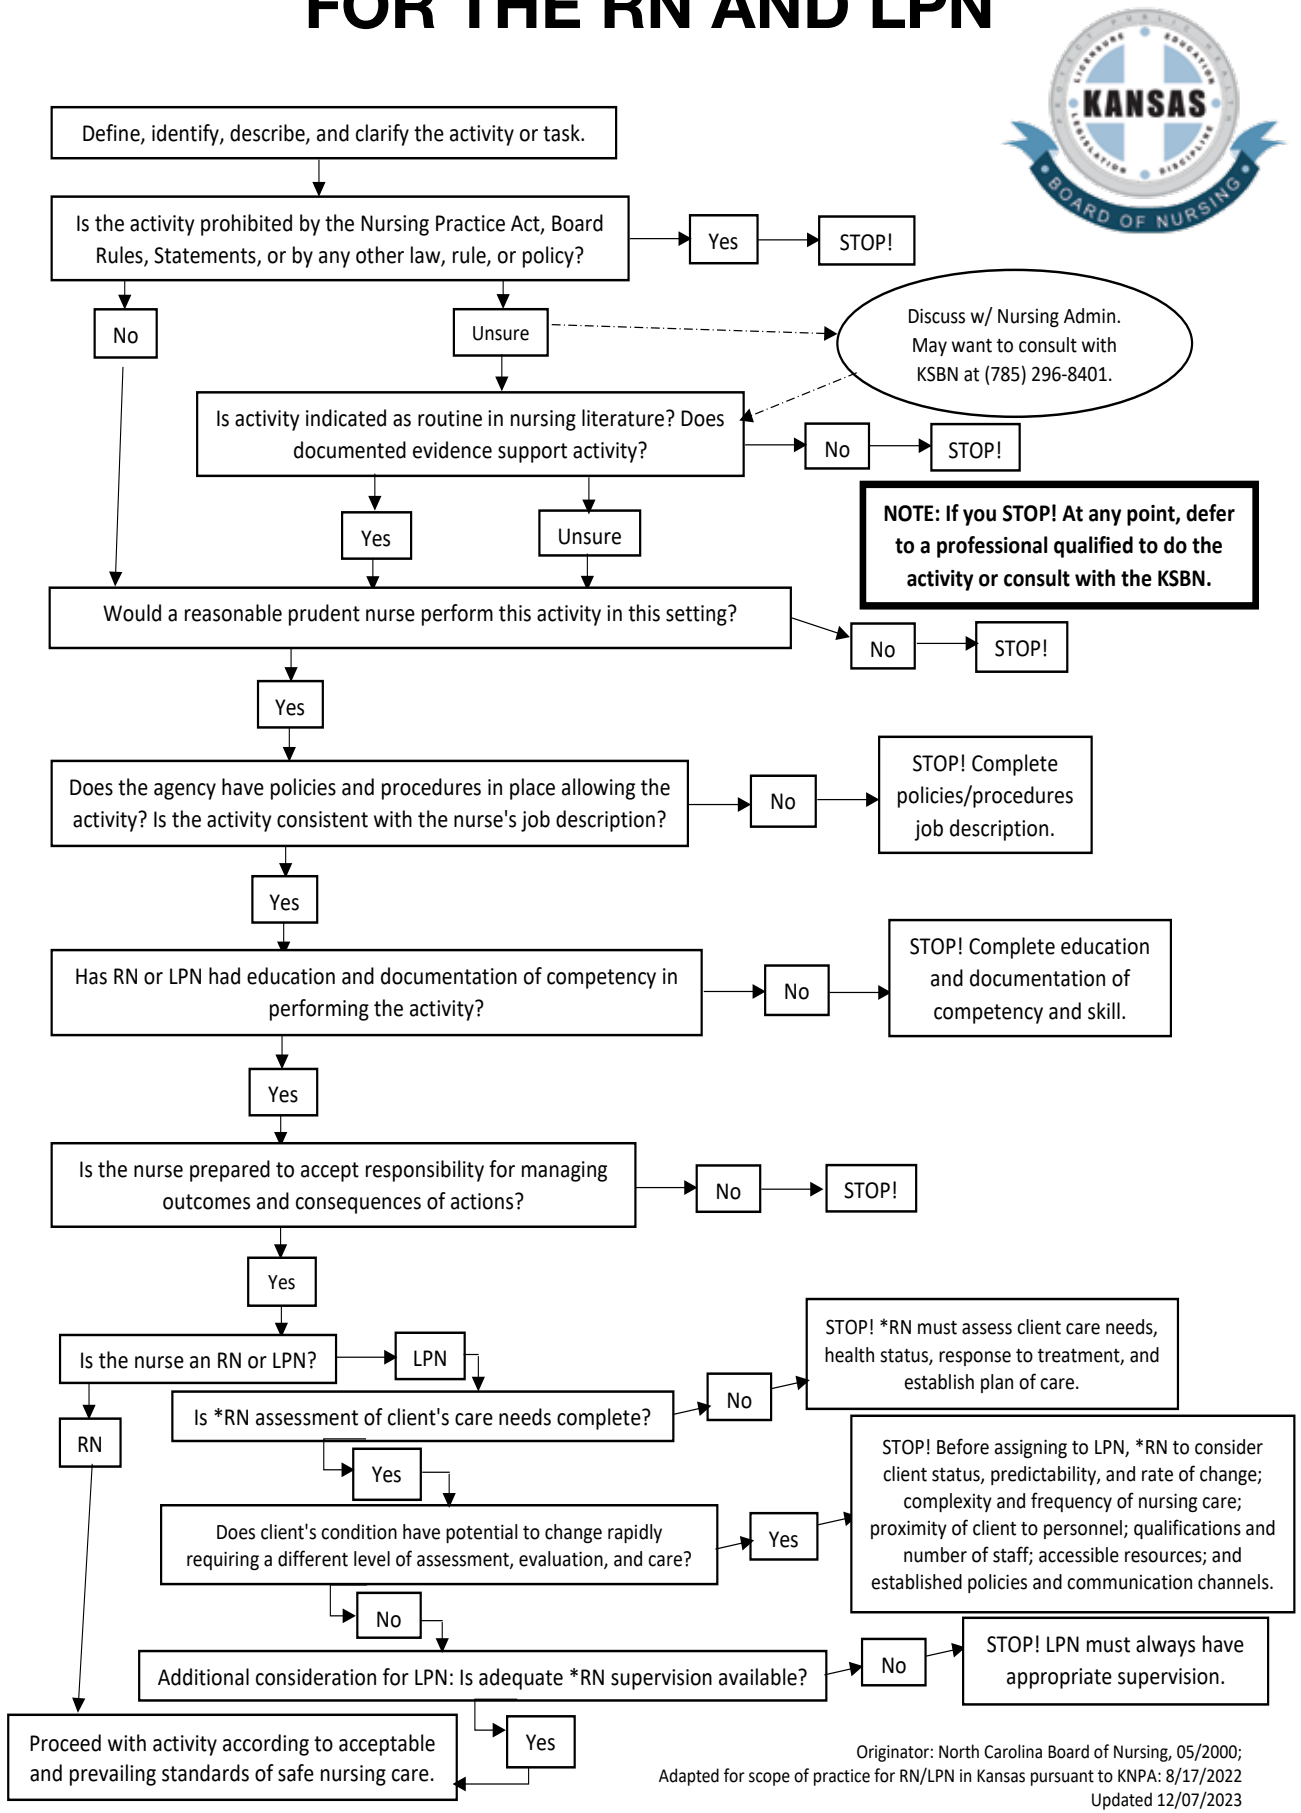 FOR THE RN AND LPN
PROTECT PUBLIC HEALTH
LICENSURE
EDUCATION
KANSAS
LEGISLATION
DISCIPLINE
BOARD OF NURSING
Define, identify, describe, and clarify the activity or task.
Is the activity prohibited by the Nursing Practice Act, Board
Rules, Statements, or by any other law, rule, or policy?
Yes
STOP!
No
Unsure
Discuss w/ Nursing Admin.
May want to consult with
KSBN at (785) 296-8401.
Is activity indicated as routine in nursing literature? Does
documented evidence support activity?
No
STOP!
Yes
Unsure
NOTE: If you STOP! At any point, defer
to a professional qualified to do the
activity or consult with the KSBN.
Would a reasonable prudent nurse perform this activity in this setting?
No
STOP!
Yes
Does the agency have policies and procedures in place allowing the
activity? Is the activity consistent with the nurse's job description?
No
STOP! Complete
policies/procedures
job description.
Yes
Has RN or LPN had education and documentation of competency in
performing the activity?
No
STOP! Complete education
and documentation of
competency and skill.
Yes
Is the nurse prepared to accept responsibility for managing
outcomes and consequences of actions?
No
STOP!
Yes
Is the nurse an RN or LPN?
LPN
RN
Is *RN assessment of client's care needs complete?
No
STOP! *RN must assess client care needs,
health status, response to treatment, and
establish plan of care.
Yes
Does client's condition have potential to change rapidly
requiring a different level of assessment, evaluation, and care?
Yes
STOP! Before assigning to LPN, *RN to consider
client status, predictability, and rate of change;
complexity and frequency of nursing care;
proximity of client to personnel; qualifications and
number of staff; accessible resources; and
established policies and communication channels.
No
Additional consideration for LPN: Is adequate *RN supervision available?
No
STOP! LPN must always have
appropriate supervision.
Yes
Proceed with activity according to acceptable
and prevailing standards of safe nursing care.
Originator: North Carolina Board of Nursing, 05/2000;
Adapted for scope of practice for RN/LPN in Kansas pursuant to KNPA: 8/17/2022
Updated 12/07/2023